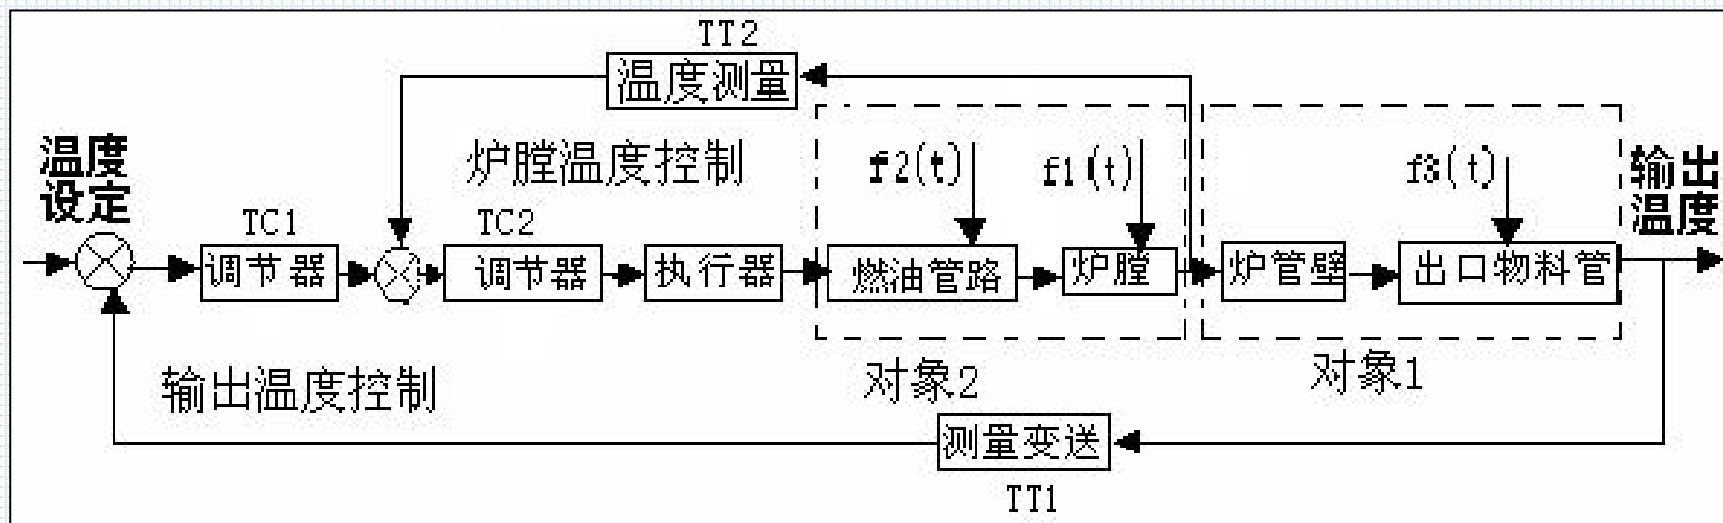 TT2
温度测量
温度
设定
炉膛温度控制
f2(t)
f1(t)
f3(t)
输出
温度
TC1
TC2
调节器
调节器
执行器
燃油管路
炉膛
炉管壁
出口物料管
输出温度控制
对象2
对象1
测量变送
TT1